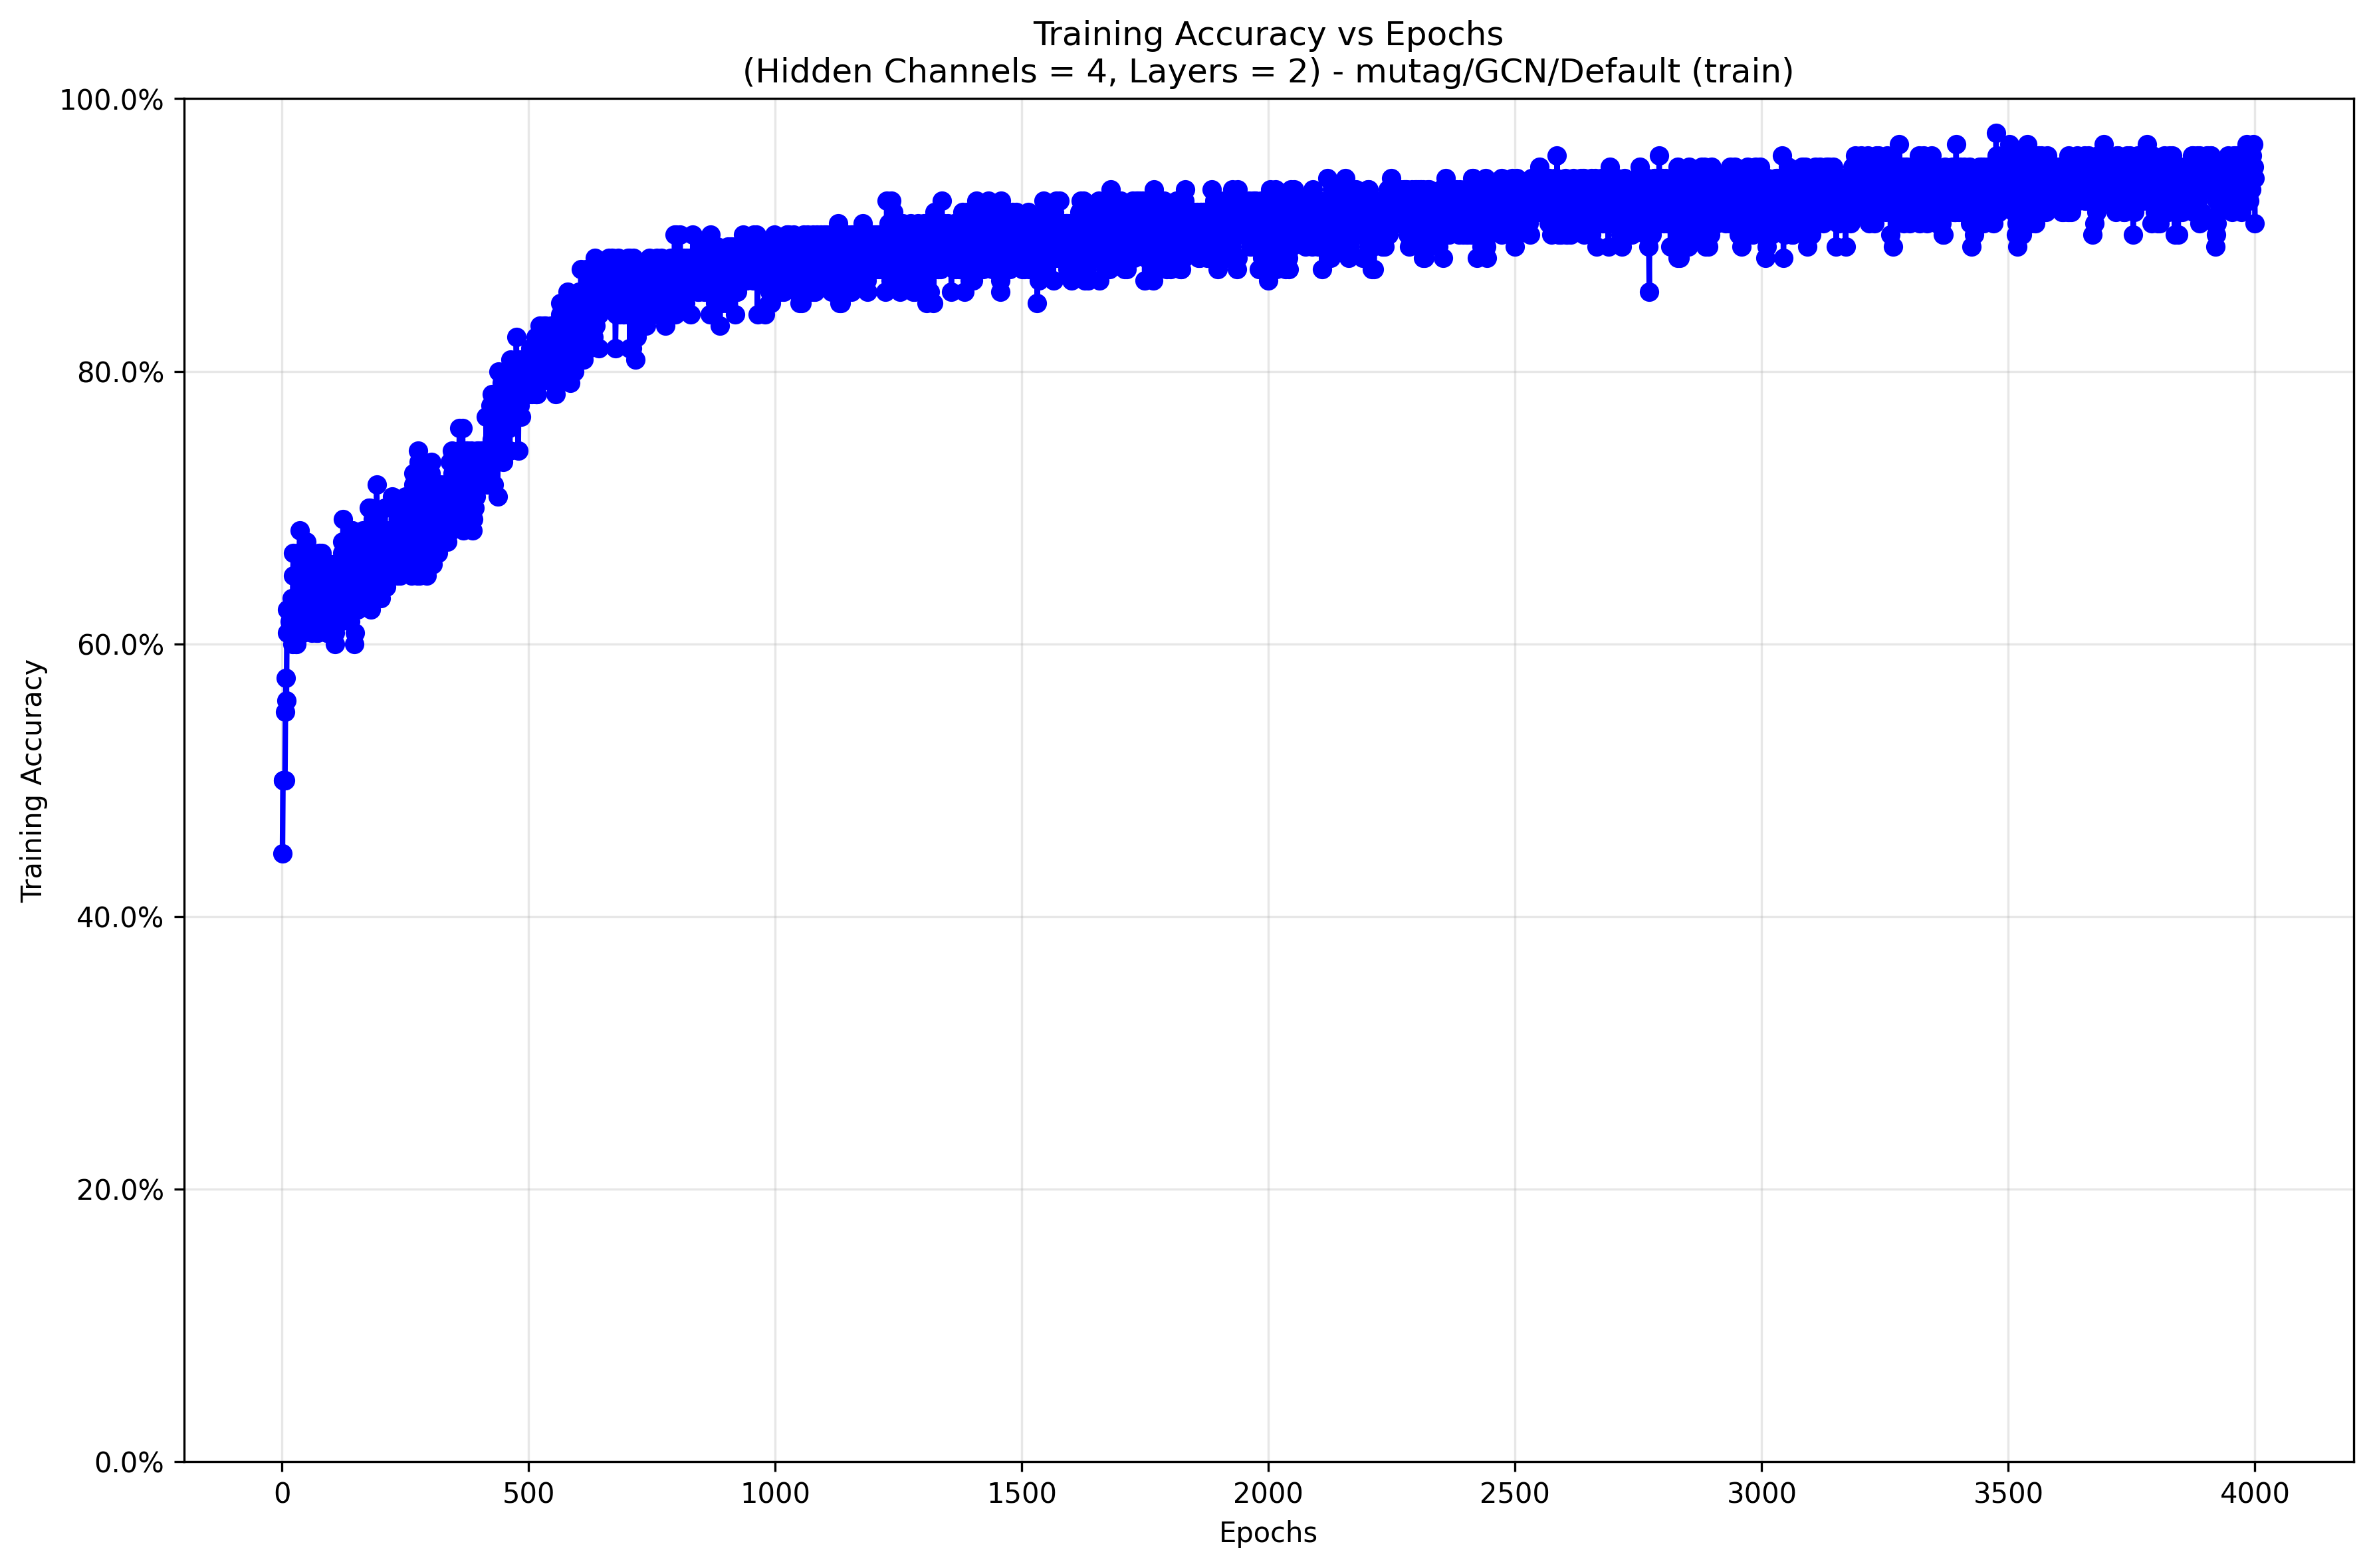 Training Accuracy vs Epochs
(Hidden Channels = 4, Layers = 2) - mutag/GCN/Default (train)
100.0%
80.0%
60.0%
40.0%
20.0%
0.0%
Training Accuracy
0 500 1000 1500 2000 2500 3000 3500 4000
Epochs